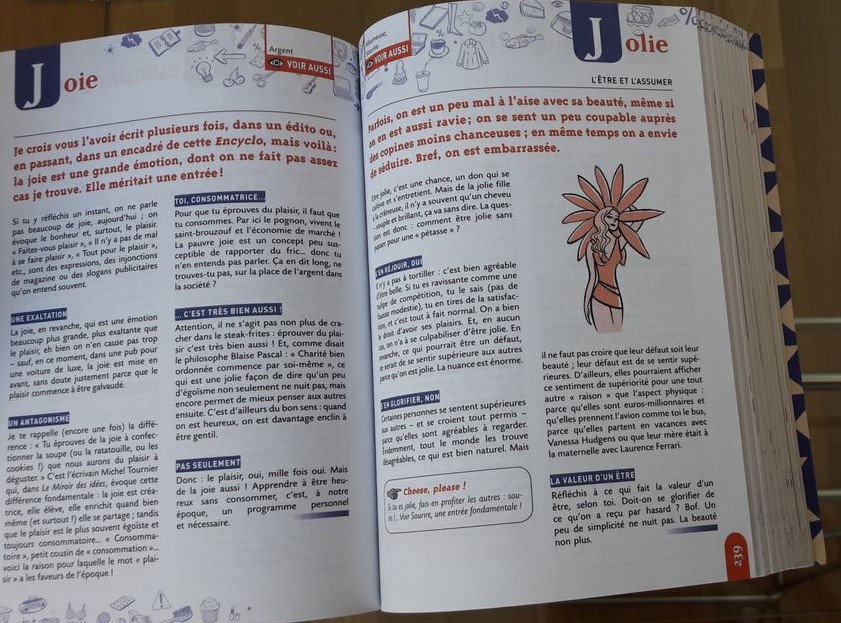 Joie
Argent
VOIR AUSSI
Je crois vous l'avoir écrit plusieurs fois, dans un édito ou,
en passant, dans un encadré de cette Encyclo, mais voilà :
la joie est une grande émotion, dont on ne fait pas assez
cas je trouve. Elle méritait une entrée !
Si tu y réfléchis un instant, on ne parle
pas beaucoup de joie, aujourd'hui ; on
évoque le bonheur et, surtout, le plaisir.
« Faites-vous plaisir », « Il n'y a pas de mal
à se faire plaisir », « Tout pour le plaisir »,
etc., sont des expressions, des injonctions
de magazine ou des slogans publicitaires
qu'on entend souvent.
UNE EXALTATION
La joie, en revanche, qui est une émotion
beaucoup plus grande, plus exaltante que
le plaisir, eh bien on n'en cause pas trop
– sauf, en ce moment, dans une pub pour
une voiture de luxe, la joie est mise en
avant, sans doute justement parce que le
plaisir commence à être galvaudé.
UN ANTAGONISME
Je te rappelle (encore une fois) la diffé-
rence : « Tu éprouves de la joie à confec-
tionner la soupe (ou la ratatouille, ou les
cookies !) que nous aurons du plaisir à
déguster. » C'est l'écrivain Michel Tournier
qui, dans Le Miroir des idées, évoque cette
différence fondamentale : la joie est créa-
trice, elle élève, elle enrichit quand bien
même (et surtout !) elle se partage ; tandis
que le plaisir est le plus souvent égoïste et
toujours consommatoire... « Consomma-
toire », petit cousin de « consommation »...
voici la raison pour laquelle le mot « plai-
sir » a les faveurs de l'époque !
TOI, CONSOMMATRICE...
Pour que tu éprouves du plaisir, il faut que
tu consommes. Par ici le pognon, vivent le
saint-brouzouf et l'économie de marché !
La pauvre joie est un concept peu sus-
ceptible de rapporter du fric... donc tu
n'en entends pas parler. Ça en dit long, ne
trouves-tu pas, sur la place de l'argent dans
la société ?
... C'EST TRÈS BIEN AUSSI !
Attention, il ne s'agit pas non plus de cra-
cher dans le steak-frites : éprouver du plai-
sir c'est très bien aussi ! Et, comme disait
le philosophe Blaise Pascal : « Charité bien
ordonnée commence par soi-même », ce
qui est une jolie façon de dire qu'un peu
d'égoïsme non seulement ne nuit pas, mais
encore permet de mieux penser aux autres
ensuite. C'est d'ailleurs du bon sens : quand
on est heureux, on est davantage enclin à
être gentil.
PAS SEULEMENT
Donc : le plaisir, oui, mille fois oui. Mais
de la joie aussi ! Apprendre à être heu-
reux sans consommer, c'est, à notre
époque, un programme personnel
et nécessaire.
Sourire
VOIR AUSSI
Jolie
L'ÊTRE ET L'ASSUMER
Parfois, on est un peu mal à l'aise avec sa beauté, même si
on en est aussi ravie ; on se sent un peu coupable auprès
des copines moins chanceuses ; en même temps on a envie
de séduire. Bref, on est embarrassée.
Être jolie, c'est une chance, un don qui se
cultive et s'entretient. Mais de la jolie fille
à la crâneuse, il n'y a souvent qu'un cheveu
souple et brillant, ça va sans dire. La ques-
est donc : comment être jolie sans
passer pour une « pétasse » ?
S'EN RÉJOUIR, OUI
Il n'y a pas à tortiller : c'est bien agréable
d'être belle. Si tu es ravissante comme une
tulipe de compétition, tu le sais (pas de
fausse modestie), tu en tires de la satisfac-
tion, et c'est tout à fait normal. On a bien
le droit d'avoir ses plaisirs. Et, en aucun
cas, on n'a à se culpabiliser d'être jolie. En
revanche, ce qui pourrait être un défaut,
ce serait de se sentir supérieure aux autres
parce qu'on est jolie. La nuance est énorme.
S'EN GLORIFIER, NON
Certaines personnes se sentent supérieures
aux autres – et se croient tout permis –
parce qu'elles sont agréables à regarder.
Évidemment, tout le monde les trouve
désagréables, ce qui est bien naturel. Mais
Cheese, please !
Si tu es jolie, fais-en profiter les autres : sou-
ris !... Voir Sourire, une entrée fondamentale !
il ne faut pas croire que leur défaut soit leur
beauté ; leur défaut est de se sentir supé-
rieures. D'ailleurs, elles pourraient afficher
ce sentiment de supériorité pour une tout
autre « raison » que l'aspect physique :
parce qu'elles sont euros-millionnaires et
qu'elles prennent l'avion comme toi le bus,
parce qu'elles partent en vacances avec
Vanessa Hudgens ou que leur mère était à
la maternelle avec Laurence Ferrari.
LA VALEUR D'UN ÊTRE
Réfléchis à ce qui fait la valeur d'un
être, selon toi. Doit-on se glorifier de
ce qu'on a reçu par hasard ? Bof. Un
peu de simplicité ne nuit pas. La beauté
non plus.
239